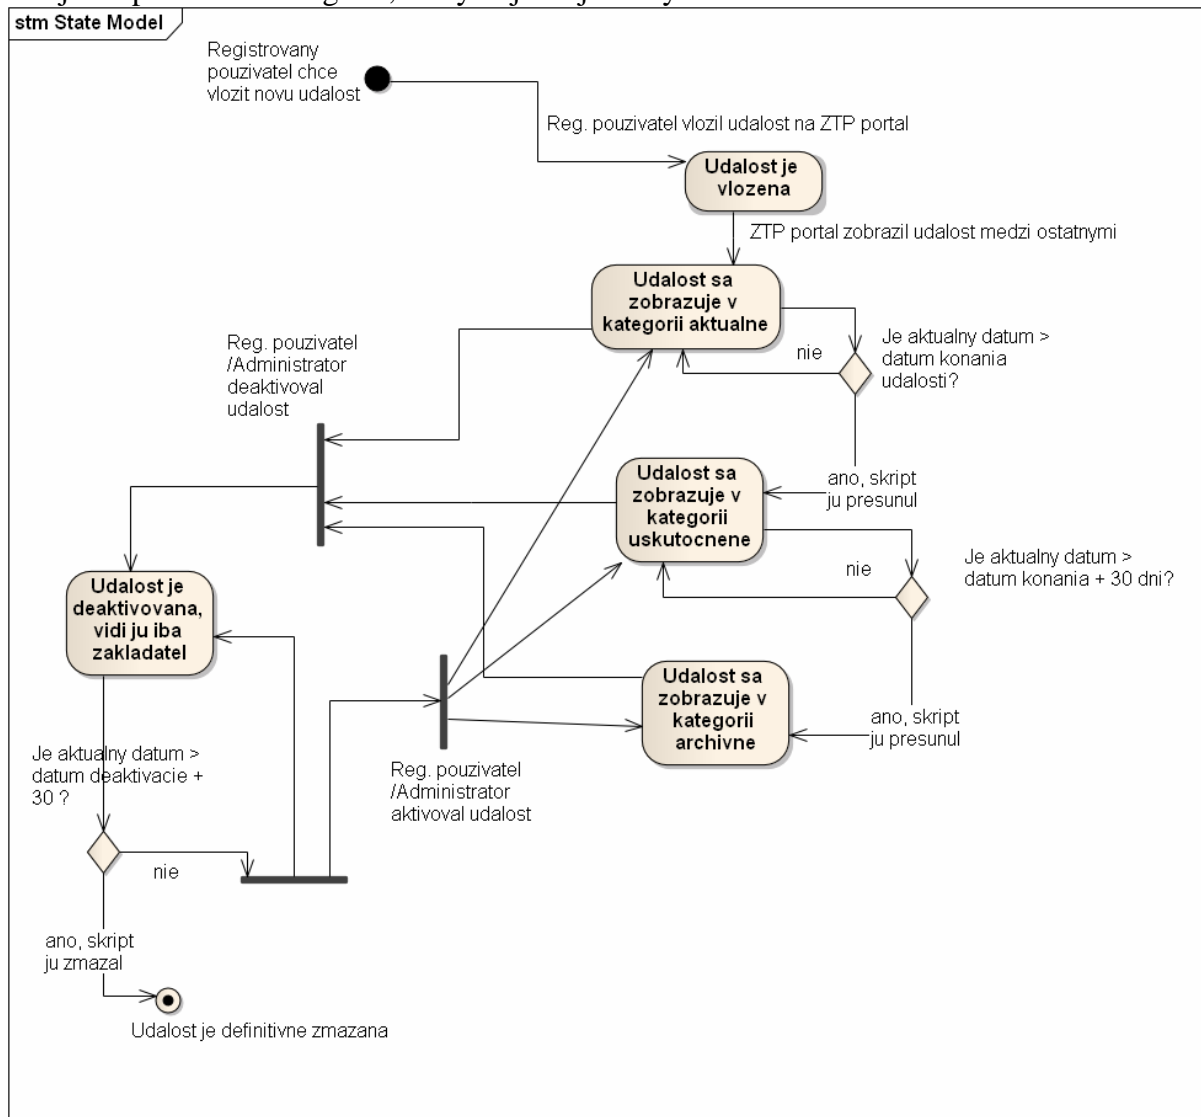 stm State Model
Registrovany
pouzivatel chce
vlozit novu udalost
Reg. pouzivatel vlozil udalost na ZTP portal
Udalost je
vlozena
ZTP portal zobrazil udalost medzi ostatnymi
Udalost sa
zobrazuje v
kategorii aktualne
Je aktualny datum >
datum konania
udalosti?
nie
Reg. pouzivatel
/Administrator
deaktivoval
udalost
ano, skript
ju presunul
Udalost sa
zobrazuje v
kategorii
uskutocnene
Je aktualny datum >
datum konania + 30 dni?
nie
Udalost je
deaktivovana,
vidi ju iba
zakladatel
Udalost sa
zobrazuje v
kategorii
archivne
ano, skript
ju presunul
Je aktualny datum >
datum deaktivacie +
30 ?
Reg. pouzivatel
/Administrator
aktivoval udalost
nie
ano, skript
ju zmazal
Udalost je definitivne zmazana